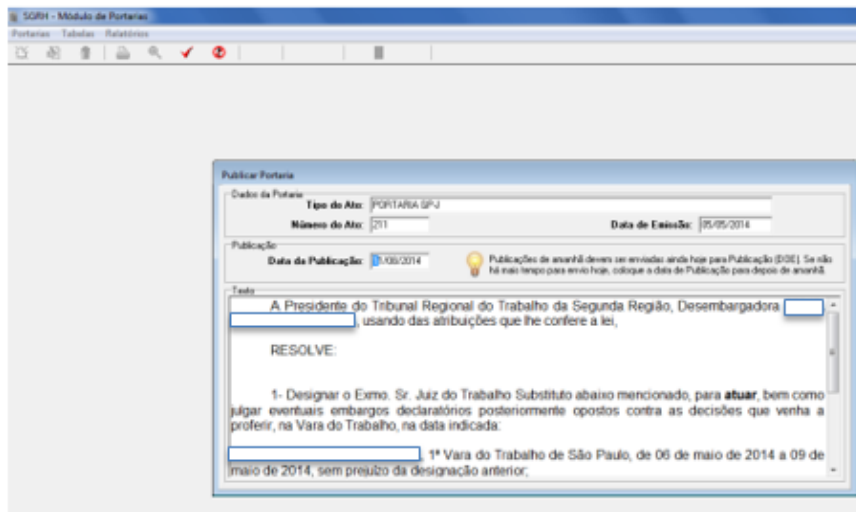 SGRH - Módulo de Portarias
Portarias Tabelas Relatórios
Publicar Portaria
Dados da Portaria
Tipo do Ato: PORTARIA GP-J
Número do Ato: 211 Data de Emissão: 05/05/2014
Publicação
Data da Publicação: /2014 Publicações de amanhã devem ser enviadas ainda hoje para Publicação (DOE). Se não
há mais tempo para envio hoje, coloque a data de Publicação para depois de amanhã.
Texto
A Presidente do Tribunal Regional do Trabalho da Segunda Região, Desembargadora
, usando das atribuições que lhe confere a lei,
RESOLVE:
1- Designar o Exmo. Sr. Juiz do Trabalho Substituto abaixo mencionado, para atuar, bem como
julgar eventuais embargos declaratórios posteriormente opostos contra as decisões que venha a
proferir, na Vara do Trabalho, na data indicada:
, 1ª Vara do Trabalho de São Paulo, de 06 de maio de 2014 a 09 de
maio de 2014, sem prejuízo da designação anterior;